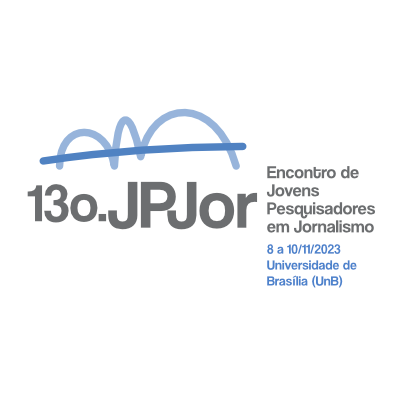 13o.JPJor
Encontro de
Jovens
Pesquisadores
em Jornalismo
8 a 10/11/2023
Universidade de
Brasília (UnB)